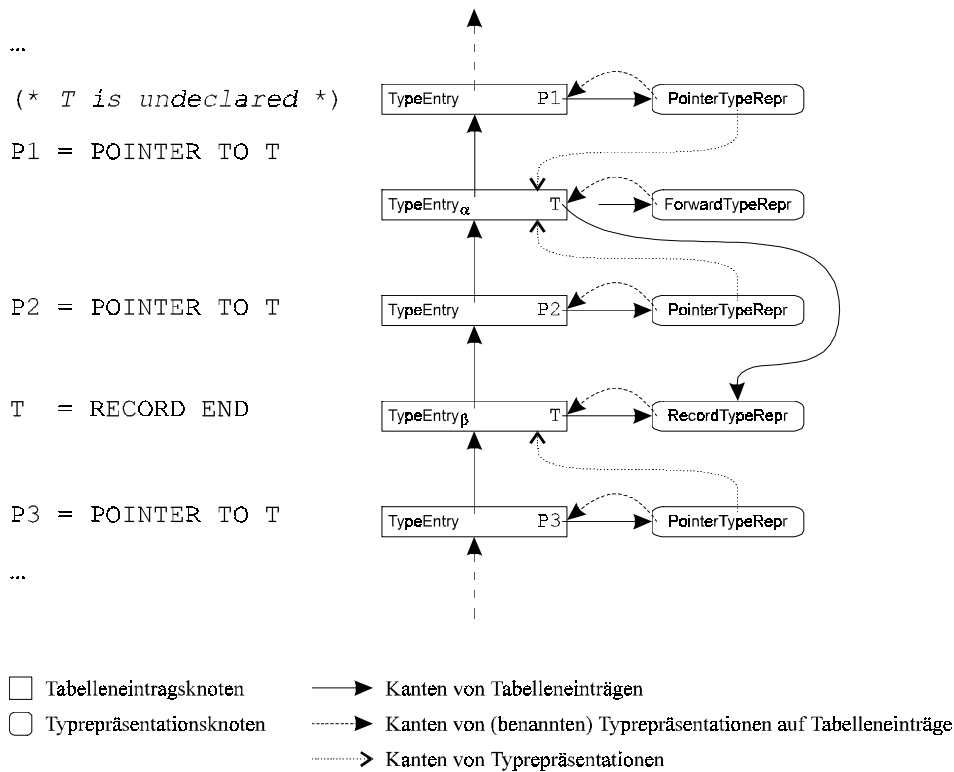 ...
(* T is undeclared *)
TypeEntry P1 PointerTypeRepr
P1 = POINTER TO T
TypeEntryα T ForwardTypeRepr
P2 = POINTER TO T TypeEntry P2 PointerTypeRepr
T = RECORD END TypeEntryβ T RecordTypeRepr
P3 = POINTER TO T TypeEntry P3 PointerTypeRepr
...
Tabelleneintragsknoten
Kanten von Tabelleneinträgen
Typrepräsentationsknoten
Kanten von (benannten) Typrepräsentationen auf Tabelleneinträge
Kanten von Typrepräsentationen